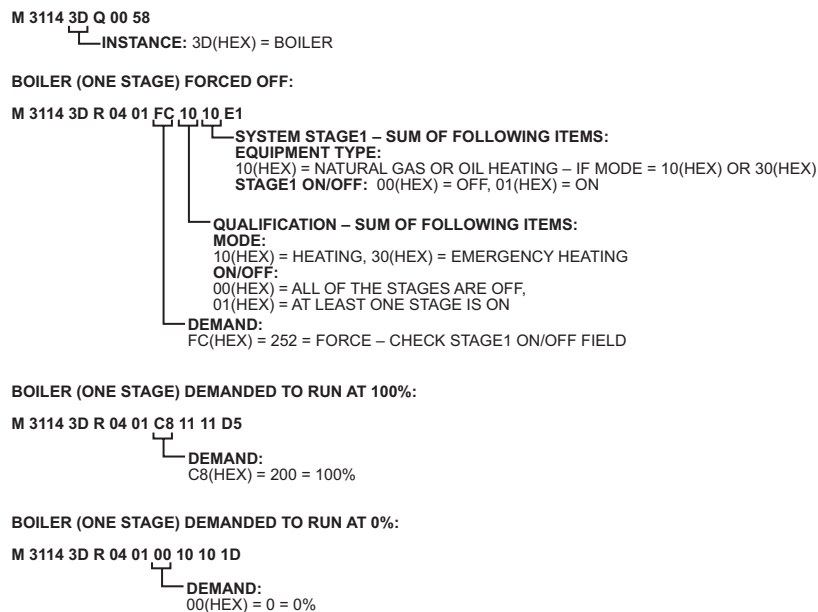 M 3114 3D Q 00 58
INSTANCE: 3D(HEX) = BOILER
BOILER (ONE STAGE) FORCED OFF:
M 3114 3D R 04 01 FC 10 10 E1
SYSTEM STAGE1 – SUM OF FOLLOWING ITEMS:
EQUIPMENT TYPE:
10(HEX) = NATURAL GAS OR OIL HEATING – IF MODE = 10(HEX) OR 30(HEX)
STAGE1 ON/OFF: 00(HEX) = OFF, 01(HEX) = ON
QUALIFICATION – SUM OF FOLLOWING ITEMS:
MODE:
10(HEX) = HEATING, 30(HEX) = EMERGENCY HEATING
ON/OFF:
00(HEX) = ALL OF THE STAGES ARE OFF,
01(HEX) = AT LEAST ONE STAGE IS ON
DEMAND:
FC(HEX) = 252 = FORCE – CHECK STAGE1 ON/OFF FIELD
BOILER (ONE STAGE) DEMANDED TO RUN AT 100%:
M 3114 3D R 04 01 C8 11 11 D5
DEMAND:
C8(HEX) = 200 = 100%
BOILER (ONE STAGE) DEMANDED TO RUN AT 0%:
M 3114 3D R 04 01 00 10 10 1D
DEMAND:
00(HEX) = 0 = 0%